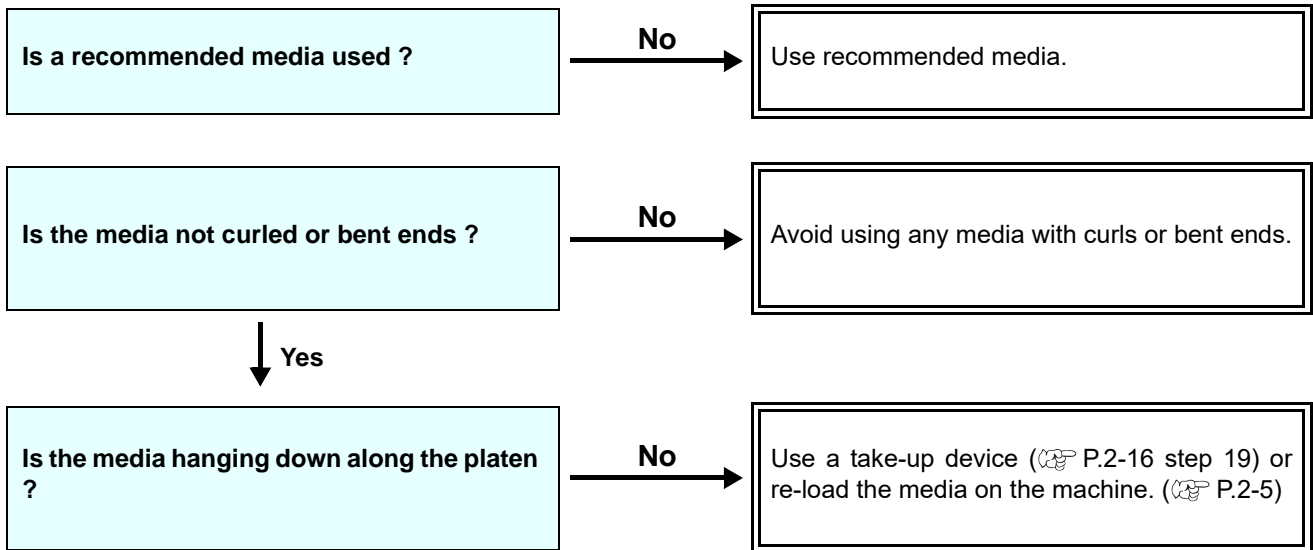 Is a recommended media used ?
No
Use recommended media.
Is the media not curled or bent ends ?
No
Avoid using any media with curls or bent ends.
Yes
Is the media hanging down along the platen
?
No
Use a take-up device (☞ P.2-16 step 19) or
re-load the media on the machine. (☞ P.2-5)